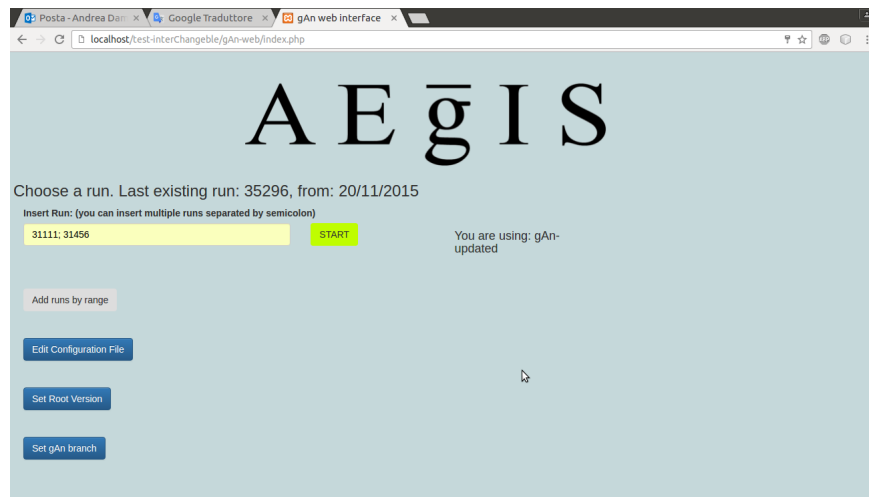 Posta - Andrea Dan
Google Traduttore
gAn web interface
localhost/test-InterChangeble/gAn-web/index.php
AEḡIS
Choose a run. Last existing run: 35296, from: 20/11/2015
Insert Run: (you can insert multiple runs separated by semicolon)
31111; 31456
START
You are using: gAn-
updated
Add runs by range
Edit Configuration File
Set Root Version
Set gAn branch